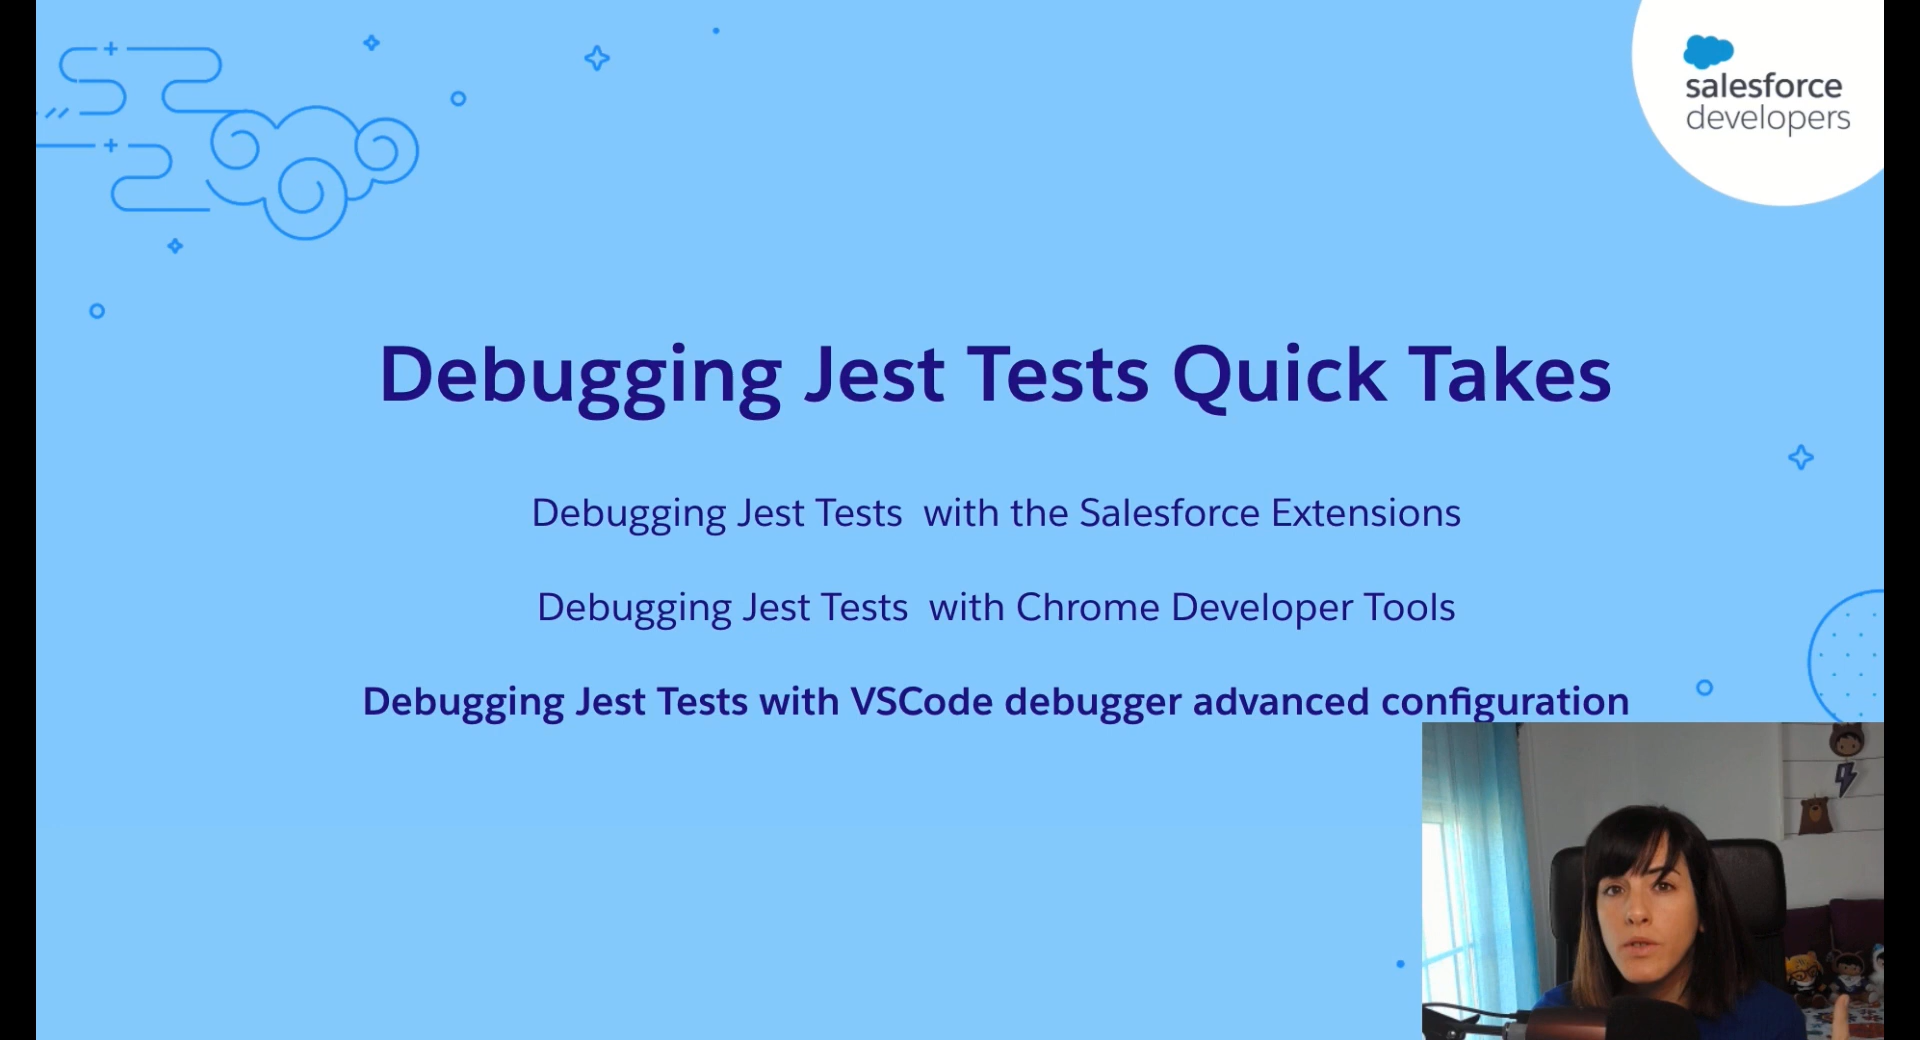 salesforce
developers
Debugging Jest Tests Quick Takes
Debugging Jest Tests with the Salesforce Extensions
Debugging Jest Tests with Chrome Developer Tools
Debugging Jest Tests with VSCode debugger advanced configuration